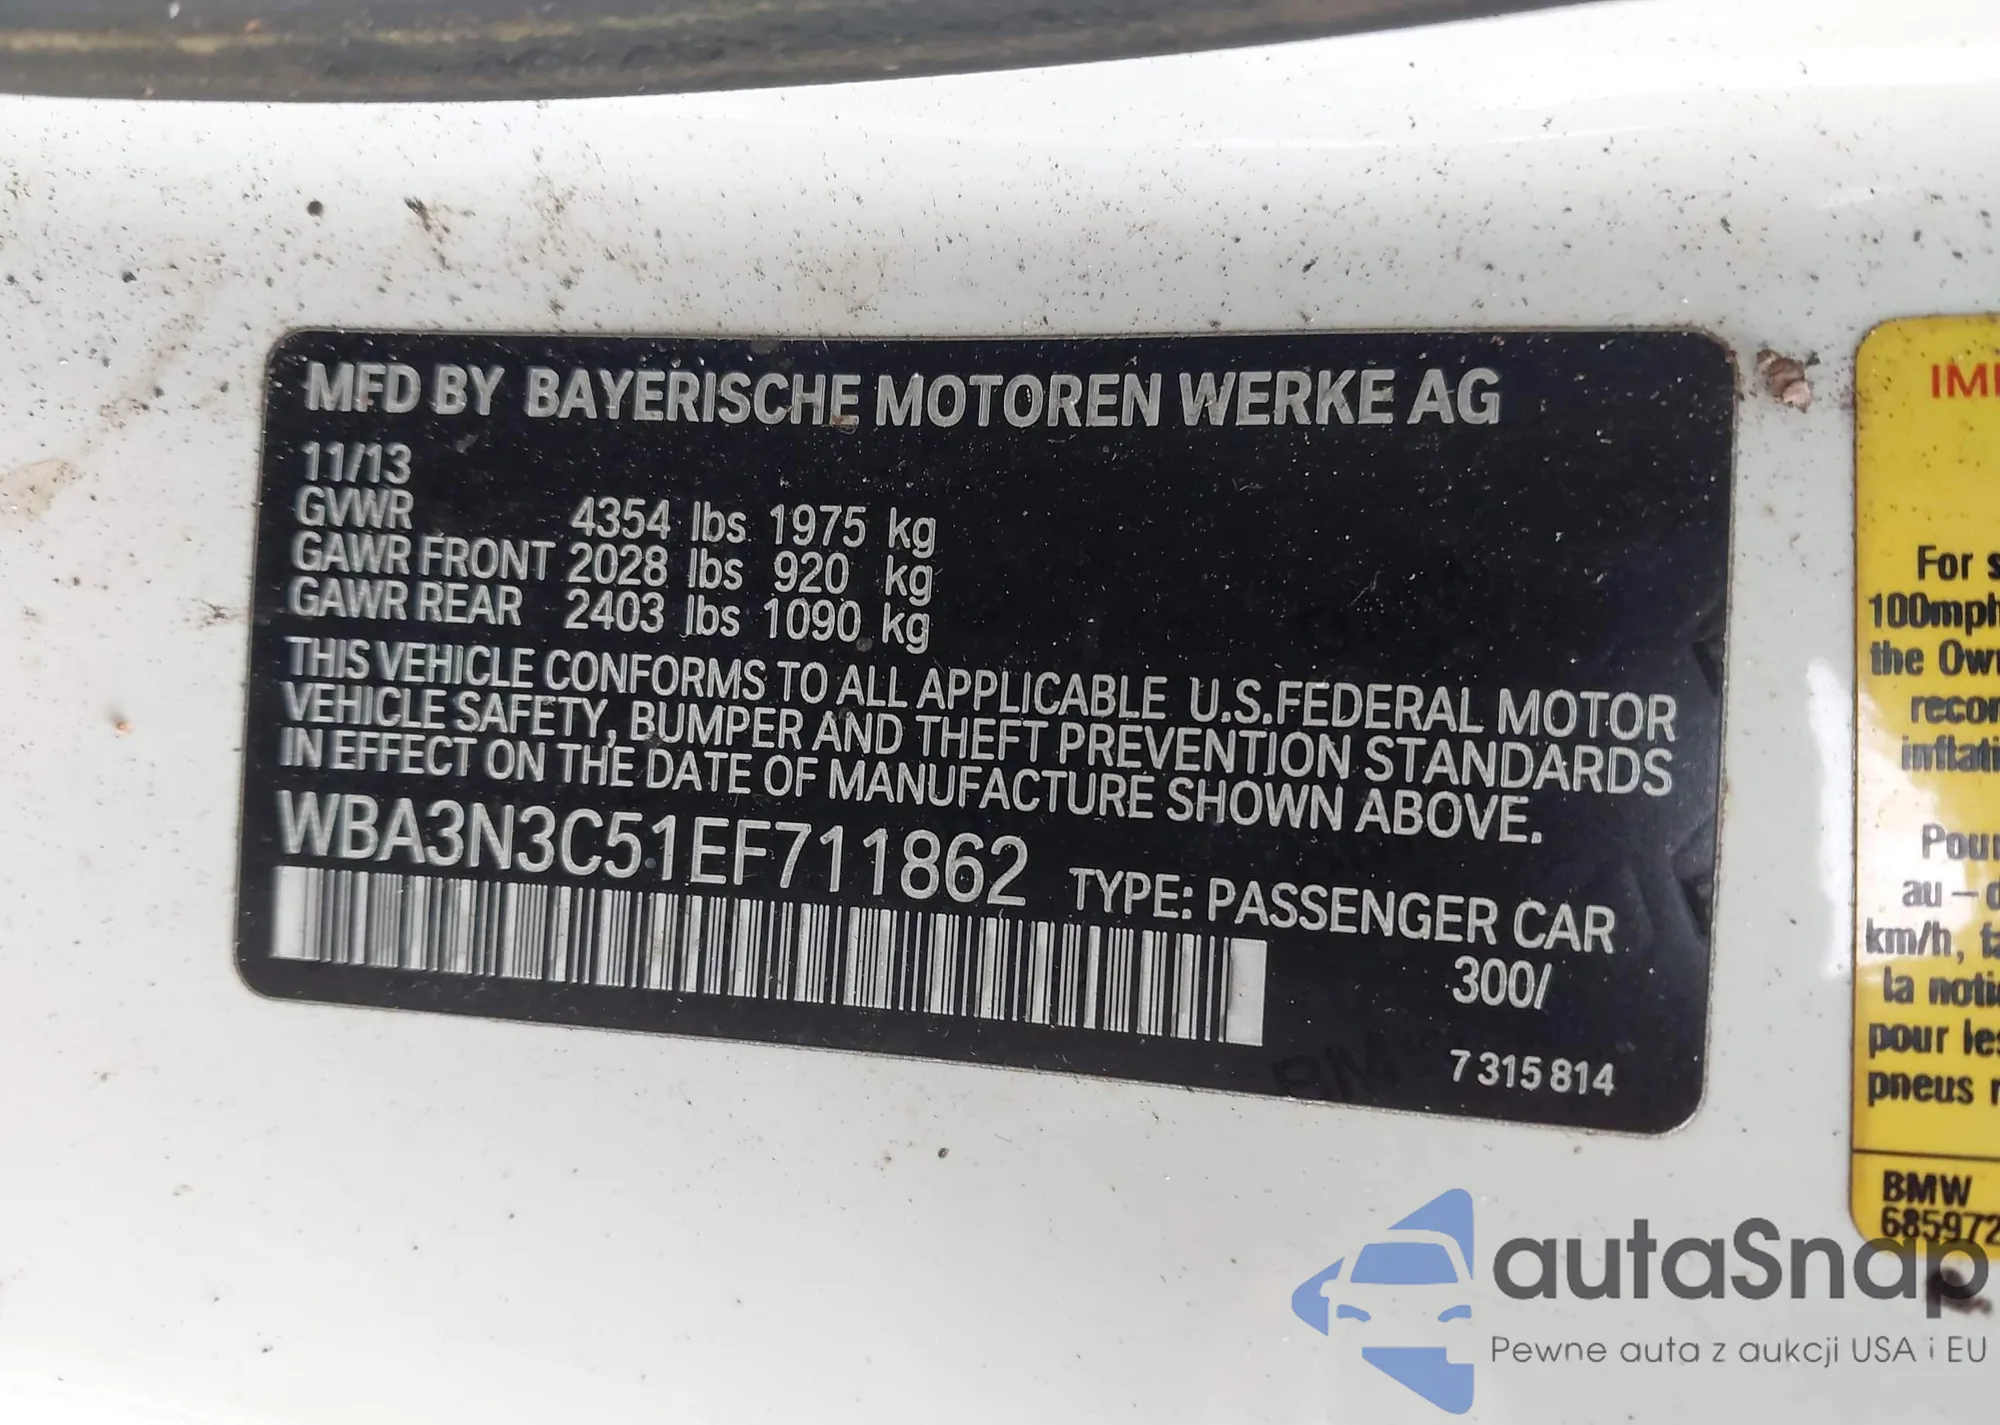 MFD BY BAYERISCHE MOTOREN WERKE AG
11/13
GVWR 4354 lbs 1975 kg
GAWR FRONT 2028 lbs 920 kg
GAWR REAR 2403 lbs 1090 kg
THIS VEHICLE CONFORMS TO ALL APPLICABLE U.S.FEDERAL MOTOR
VEHICLE SAFETY, BUMPER AND THEFT PREVENTION STANDARDS
IN EFFECT ON THE DATE OF MANUFACTURE SHOWN ABOVE.
WBA3N3C51EF711862 TYPE: PASSENGER CAR
300/
7 315 814
For
100mph
the
Pour
au –
km/h,
la
pour
pneus
BMW
autaSnap
Pewne auta z aukcji USA i EU